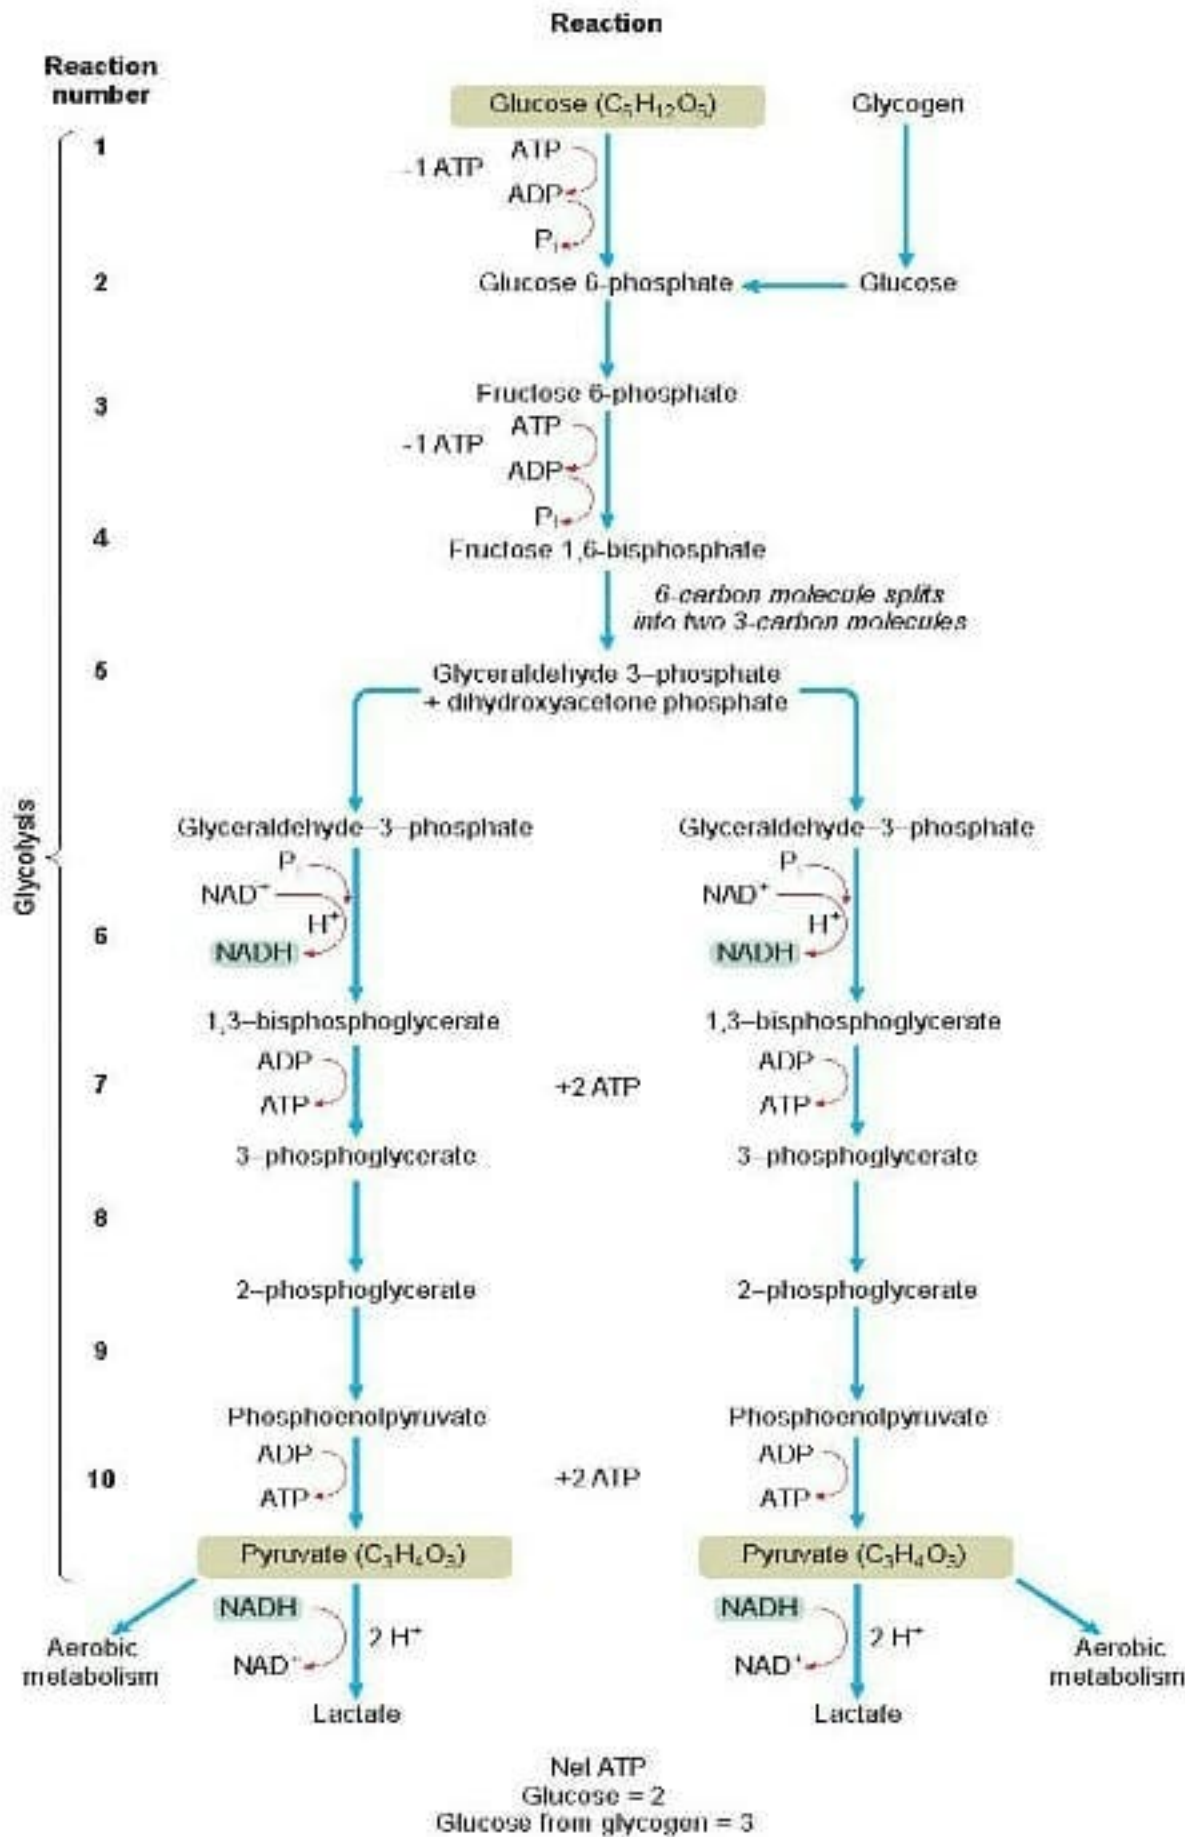 Reaction
Reaction
number
Glucose (C₆H₁₂O₆)
Glycogen
1
ATP
-1 ATP
ADP
Pᵢ
2
Glucose 6-phosphate
Glucose
3
Fructose 6-phosphate
ATP
-1 ATP
ADP
Pᵢ
4
Fructose 1,6-bisphosphate
6-carbon molecule splits
into two 3-carbon molecules
5
Glyceraldehyde 3-phosphate
+ dihydroxyacetone phosphate
Glycolysis
Glyceraldehyde-3-phosphate
Glyceraldehyde-3-phosphate
Pᵢ
Pᵢ
NAD⁺
NAD⁺
H⁺
H⁺
6
NADH
NADH
1,3-bisphosphoglycerate
1,3-bisphosphoglycerate
ADP
ADP
7
+2 ATP
ATP
ATP
3-phosphoglycerate
3-phosphoglycerate
8
2-phosphoglycerate
2-phosphoglycerate
9
Phosphoenolpyruvate
Phosphoenolpyruvate
ADP
ADP
10
+2 ATP
ATP
ATP
Pyruvate (C₃H₄O₃)
Pyruvate (C₃H₄O₃)
NADH
NADH
2 H⁺
2 H⁺
Aerobic
metabolism
Aerobic
metabolism
NAD⁺
NAD⁺
Lactate
Lactate
Net ATP
Glucose = 2
Glucose from glycogen = 3